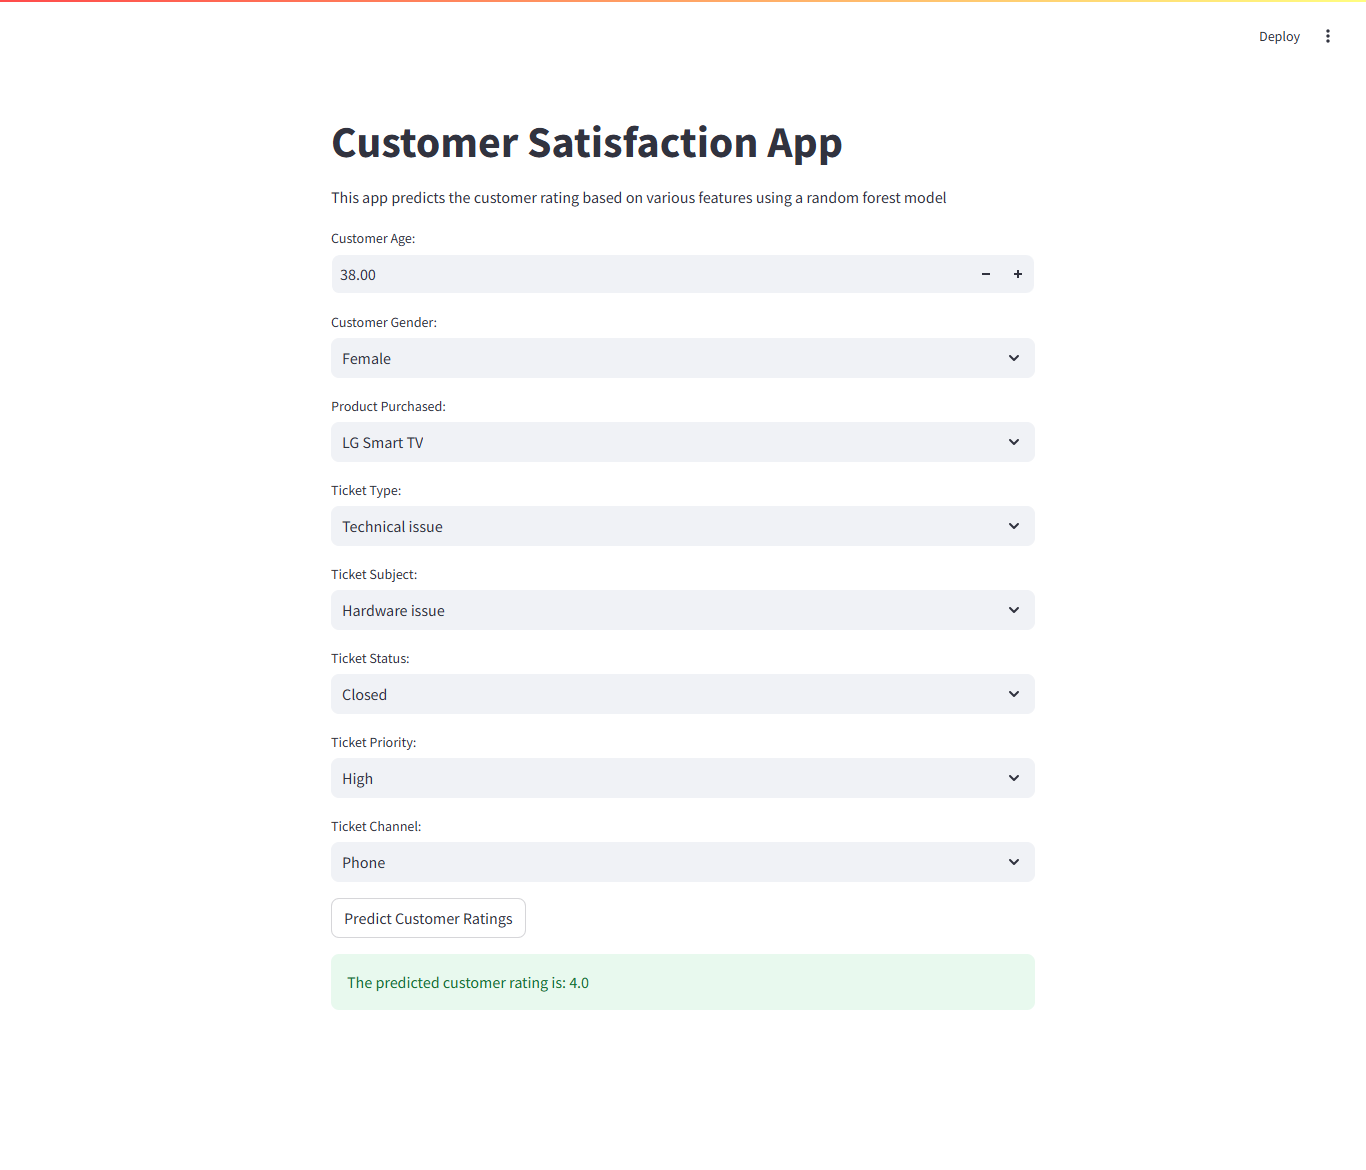 Deploy
Customer Satisfaction App
This app predicts the customer rating based on various features using a random forest model
Customer Age:
38.00
Customer Gender:
Female
Product Purchased:
LG Smart TV
Ticket Type:
Technical issue
Ticket Subject:
Hardware issue
Ticket Status:
Closed
Ticket Priority:
High
Ticket Channel:
Phone
Predict Customer Ratings
The predicted customer rating is: 4.0